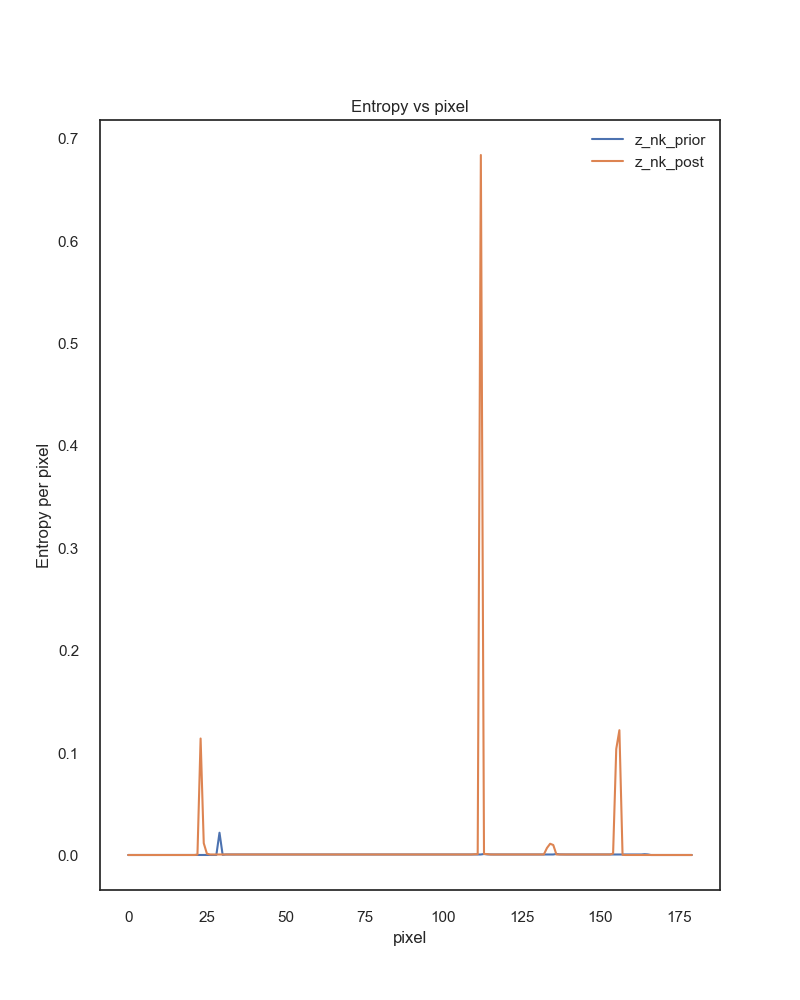 Entropy vs pixel
z_nk_prior
z_nk_post
0.7
0.6
0.5
0.4
0.3
0.2
0.1
0.0
Entropy per pixel
0 25 50 75 100 125 150 175
pixel